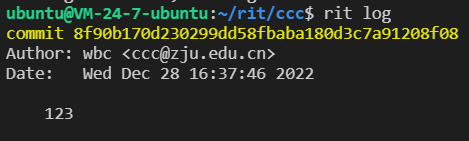 ubuntu@VM-24-7-ubuntu:~/rit/ccc$ rit log
commit 8f90b170d230299dd58fbaba180d3c7a91208f08
Author: wbc <ccc@zju.edu.cn>
Date:   Wed Dec 28 16:37:46 2022
    123